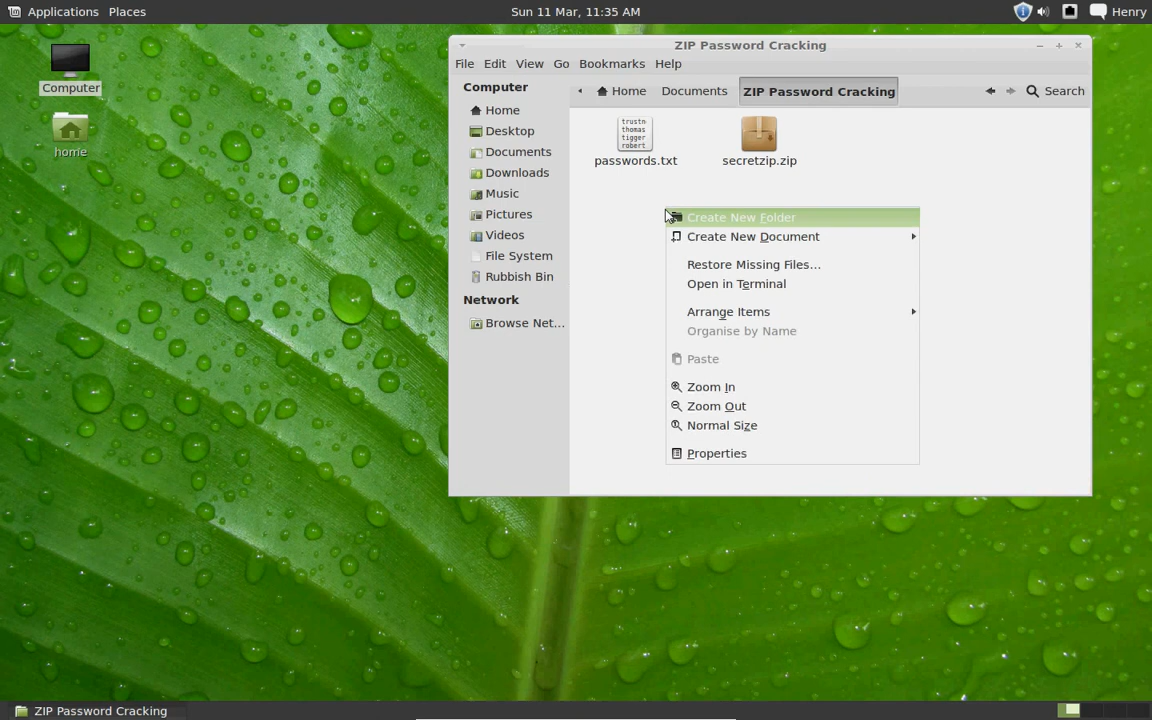 Applications Places Sun 11 Mar, 11:35 AM Henry
Computer
home
ZIP Password Cracking
File Edit View Go Bookmarks Help
Computer
Home
Desktop
Documents
Downloads
Music
Pictures
Videos
File System
Rubbish Bin
Network
Browse Net...
Home Documents ZIP Password Cracking Search
trustn
thomas
tigger
robert
passwords.txt secretzip.zip
Create New Folder
Create New Document
Restore Missing Files...
Open in Terminal
Arrange Items
Organise by Name
Paste
Zoom In
Zoom Out
Normal Size
Properties
ZIP Password Cracking